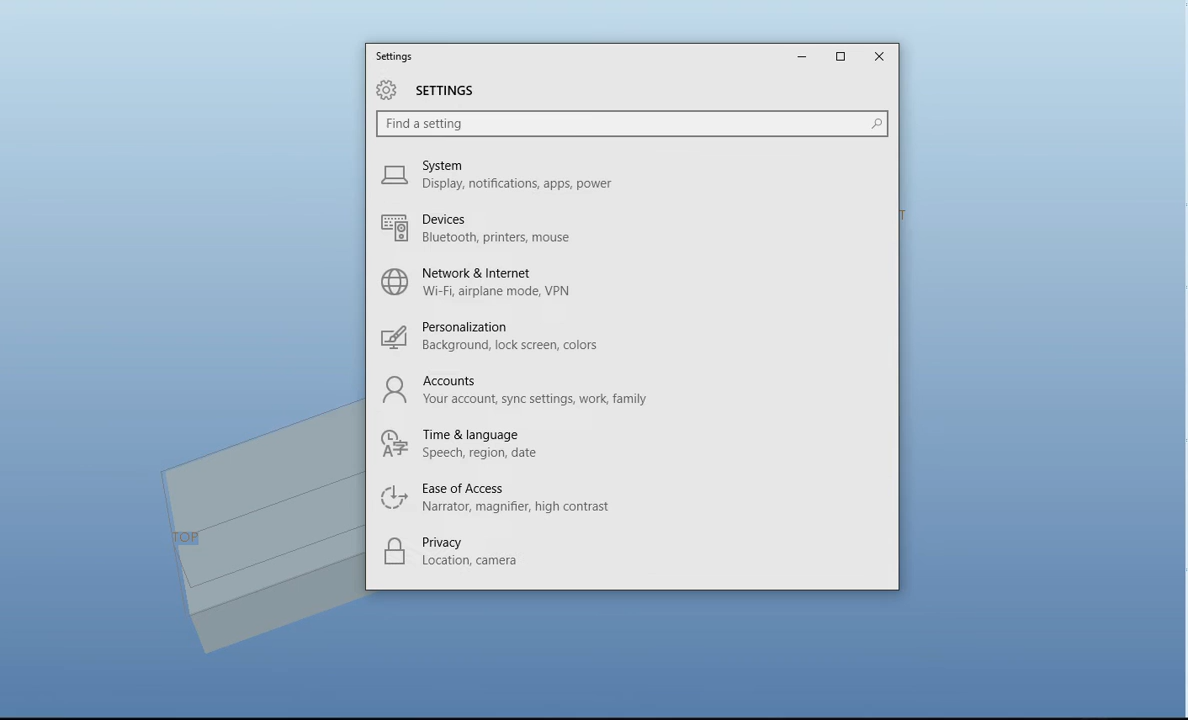 Settings
SETTINGS
Find a setting
System
Display, notifications, apps, power
Devices
Bluetooth, printers, mouse
T
Network & Internet
Wi-Fi, airplane mode, VPN
Personalization
Background, lock screen, colors
Accounts
Your account, sync settings, work, family
Time & language
Speech, region, date
Ease of Access
Narrator, magnifier, high contrast
TOP
Privacy
Location, camera